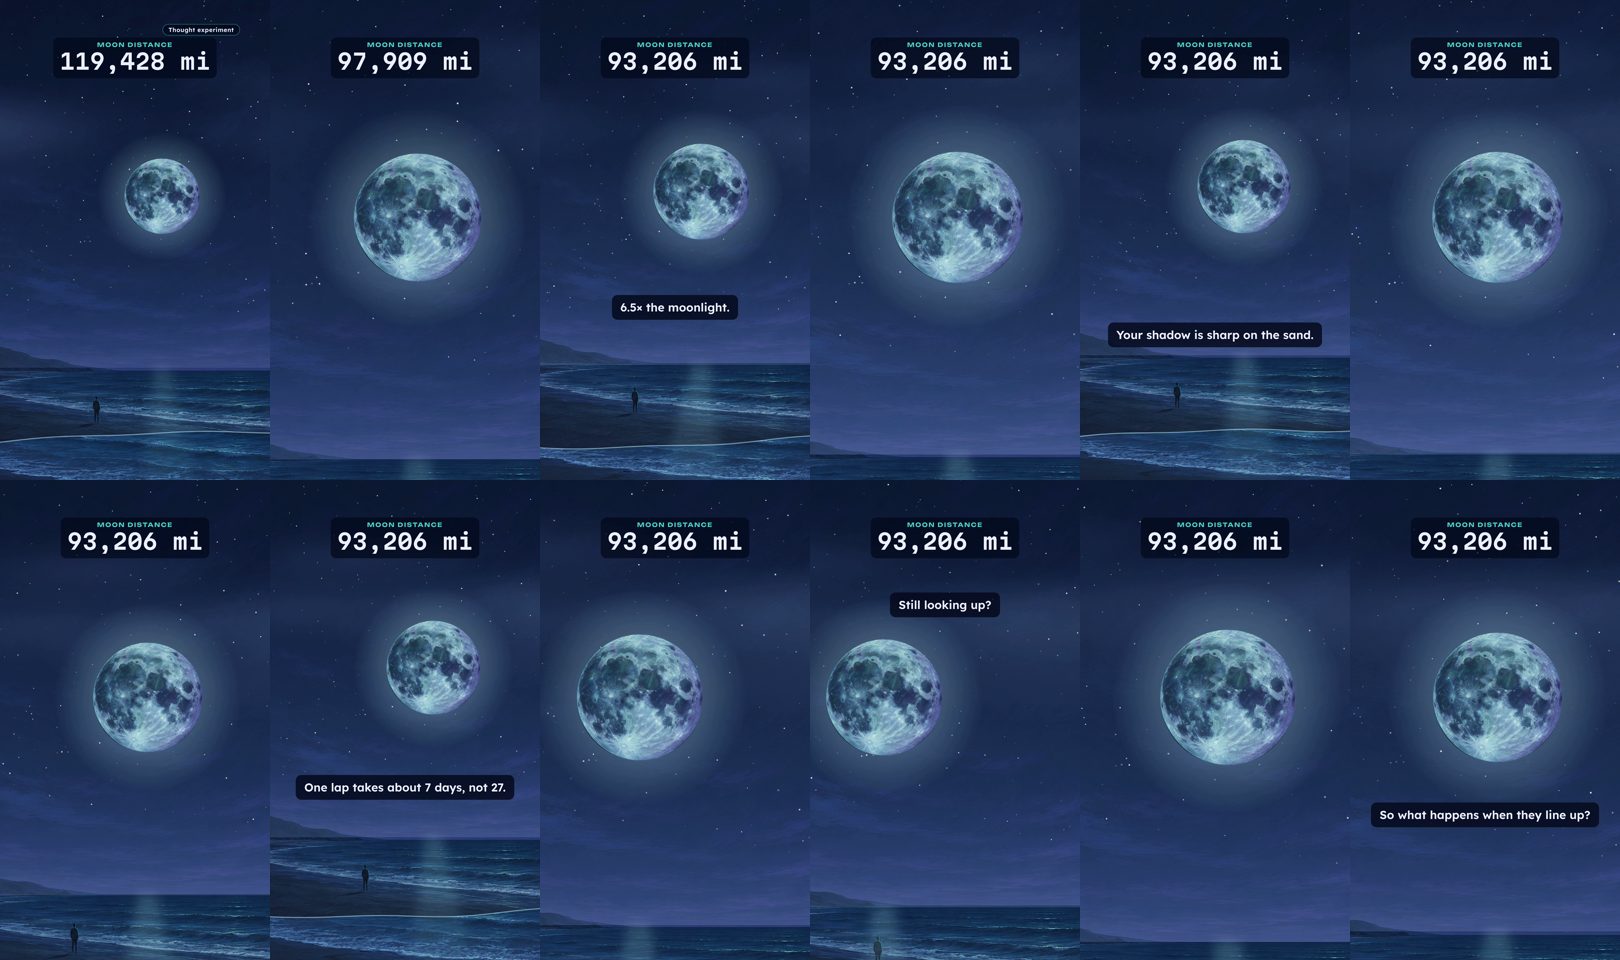 Thought experiment
MOON DISTANCE
119,428 mi
MOON DISTANCE
97,909 mi
MOON DISTANCE
93,206 mi
6.5× the moonlight.
MOON DISTANCE
93,206 mi
MOON DISTANCE
93,206 mi
Your shadow is sharp on the sand.
MOON DISTANCE
93,206 mi
MOON DISTANCE
93,206 mi
MOON DISTANCE
93,206 mi
One lap takes about 7 days, not 27.
MOON DISTANCE
93,206 mi
MOON DISTANCE
93,206 mi
Still looking up?
MOON DISTANCE
93,206 mi
MOON DISTANCE
93,206 mi
So what happens when they line up?